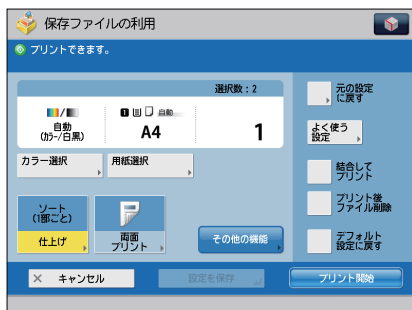 保存ファイルの利用
プリントできます。
選択数：2
自動
(ｶﾗｰ/白黒)
自動
A4
1
カラー選択
用紙選択
ソート
(1部ごと)
仕上げ
両面
プリント
その他の機能
元の設定
に戻す
よく使う
設定
結合して
プリント
プリント後
ファイル削除
デフォルト
設定に戻す
× キャンセル
設定を保存
プリント開始